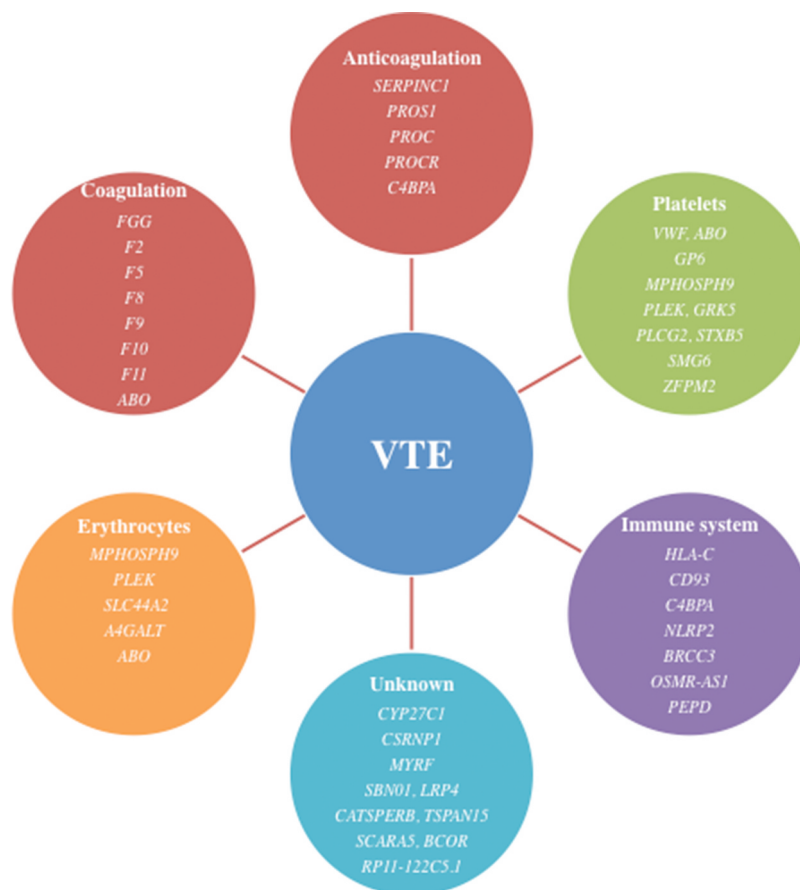 Anticoagulation
SERPINC1
PROS1
PROC
PROCR
C4BPA
Coagulation
FGG
F2
F5
F8
F9
F10
F11
ABO
Platelets
VWF, ABO
GP6
MPHOSPH9
PLEK, GRK5
PLCG2, STXB5
SMG6
ZFPM2
VTE
Erythrocytes
MPHOSPH9
PLEK
SLC44A2
A4GALT
ABO
Immune system
HLA-C
CD93
C4BPA
NLRP2
BRCC3
OSMR-AS1
PEPD
Unknown
CYP27C1
CSRNP1
MYRF
SBN01, LRP4
CATSPERB, TSPAN15
SCARA5, BCOR
RP11-122C5.1